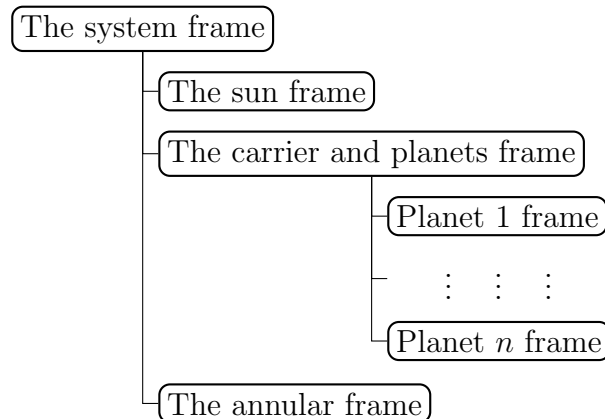 The system frame
The sun frame
The carrier and planets frame
Planet 1 frame
⋮ ⋮ ⋮
Planet n frame
The annular frame